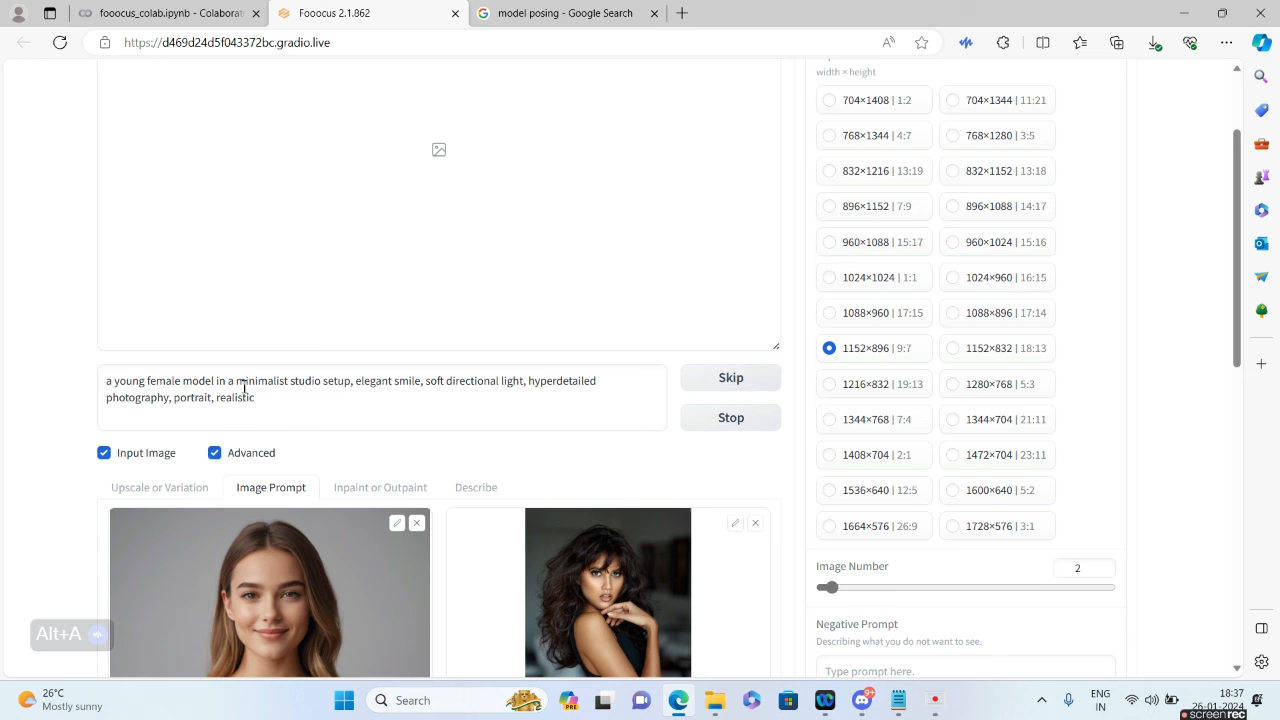 fooocus_colab.ipynb - Colaborat
Fooocus 2.1.862
model posing - Google Search
https://d469d24d5f043372bc.gradio.live
width × height
704×1408 | 1:2
704×1344 | 11:21
768×1344 | 4:7
768×1280 | 3:5
832×1216 | 13:19
832×1152 | 13:18
896×1152 | 7:9
896×1088 | 14:17
960×1088 | 15:17
960×1024 | 15:16
1024×1024 | 1:1
1024×960 | 16:15
1088×960 | 17:15
1088×896 | 17:14
1152×896 | 9:7
1152×832 | 18:13
1216×832 | 19:13
1280×768 | 5:3
1344×768 | 7:4
1344×704 | 21:11
1408×704 | 2:1
1472×704 | 23:11
1536×640 | 12:5
1600×640 | 5:2
1664×576 | 26:9
1728×576 | 3:1
a young female model in a minimalist studio setup, elegant smile, soft directional light, hyperdetailed
photography, portrait, realistic
Skip
Stop
Input Image
Advanced
Upscale or Variation
Image Prompt
Inpaint or Outpaint
Describe
Image Number
2
Negative Prompt
Describing what you do not want to see.
Type prompt here.
Alt+A
26°C
Mostly sunny
Search
PRE
9+
ENG
IN
18:37
26-01-2024
screenrec